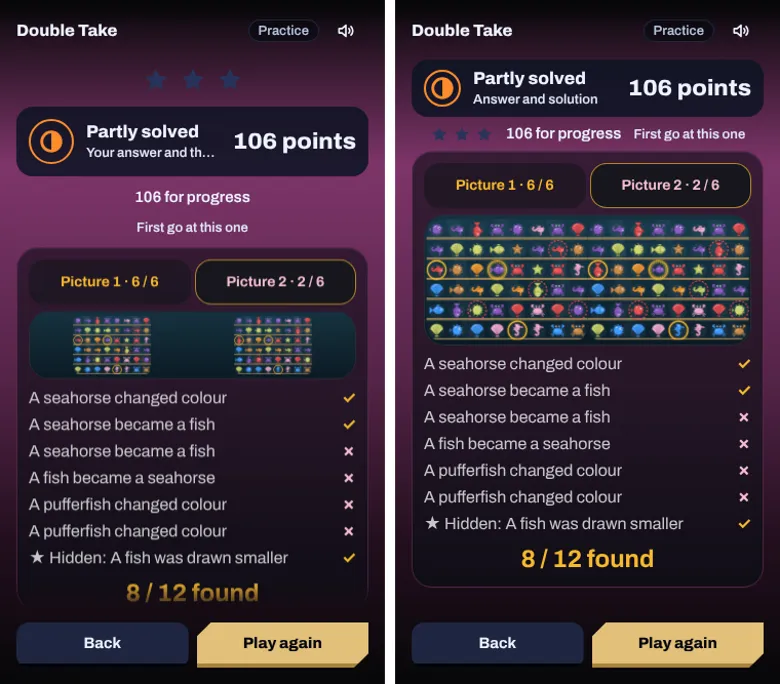 Double Take
Practice
Partly solved
Your answer and th...
106 points
106 for progress
First go at this one
Picture 1 · 6 / 6
Picture 2 · 2 / 6
A seahorse changed colour
A seahorse became a fish
A seahorse became a fish
A fish became a seahorse
A pufferfish changed colour
A pufferfish changed colour
★ Hidden: A fish was drawn smaller
8 / 12 found
Back
Play again
Double Take
Practice
Partly solved
Answer and solution
106 points
106 for progress
First go at this one
Picture 1 · 6 / 6
Picture 2 · 2 / 6
A seahorse changed colour
A seahorse became a fish
A seahorse became a fish
A fish became a seahorse
A pufferfish changed colour
A pufferfish changed colour
★ Hidden: A fish was drawn smaller
8 / 12 found
Back
Play again